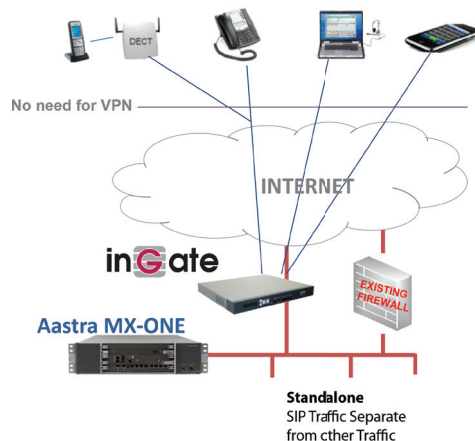 DECT
No need for VPN
INTERNET
inGate
EXISTING
FIREWALL
Aastra MX-ONE
Standalone
SIP Traffic Separate
from cther Traffic